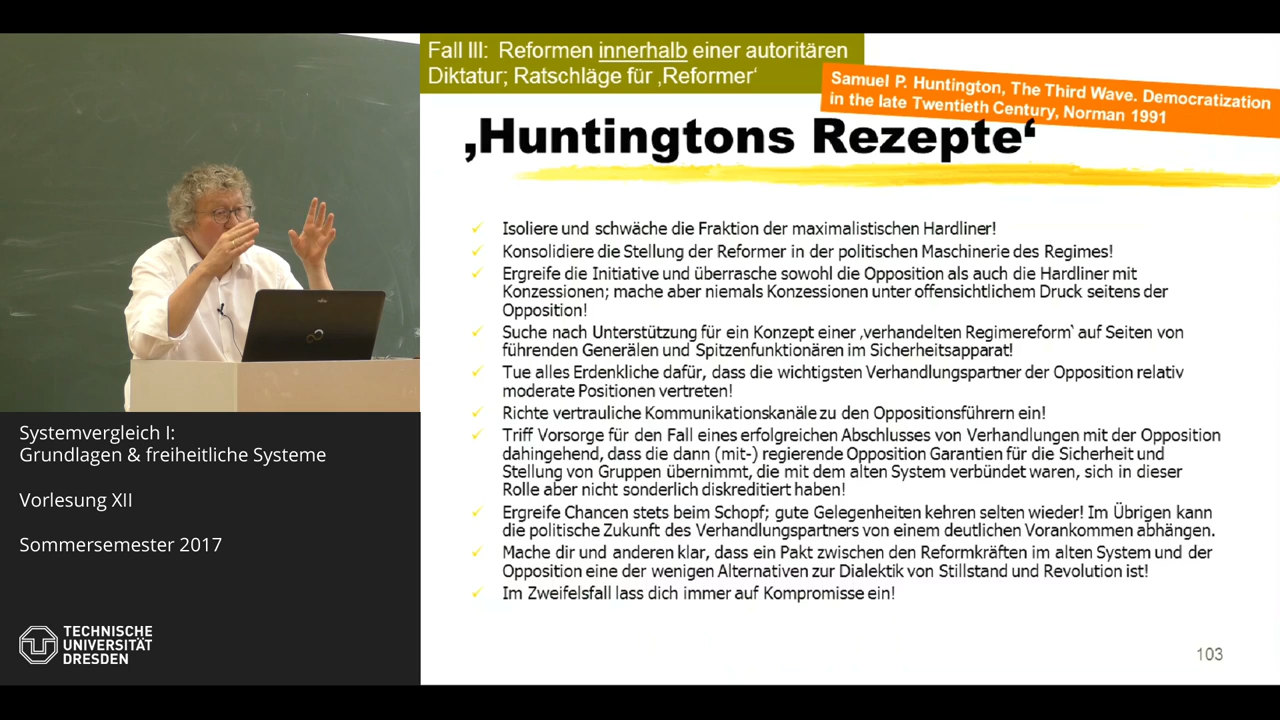 Fall III: Reformen innerhalb einer autoritären
Diktatur; Ratschläge für ‚Reformer‘
Samuel P. Huntington, The Third Wave. Democratization
in the late Twentieth Century, Norman 1991
‚Huntingtons Rezepte‘
Isoliere und schwäche die Fraktion der maximalistischen Hardliner!
Konsolidiere die Stellung der Reformer in der politischen Maschinerie des Regimes!
Ergreife die Initiative und überrasche sowohl die Opposition als auch die Hardliner mit
Konzessionen; mache aber niemals Konzessionen unter offensichtlichem Druck seitens der
Opposition!
Suche nach Unterstützung für ein Konzept einer ‚verhandelten Regimereform‘ auf Seiten von
führenden Generälen und Spitzenfunktionären im Sicherheitsapparat!
Tue alles Erdenkliche dafür, dass die wichtigsten Verhandlungspartner der Opposition relativ
moderate Positionen vertreten!
Richte vertrauliche Kommunikationskanäle zu den Oppositionsführern ein!
Triff Vorsorge für den Fall eines erfolgreichen Abschlusses von Verhandlungen mit der Opposition
dahingehend, dass die dann (mit-) regierende Opposition Garantien für die Sicherheit und
Stellung von Gruppen übernimmt, die mit dem alten System verbündet waren, sich in dieser
Rolle aber nicht sonderlich diskreditiert haben!
Ergreife Chancen stets beim Schopf; gute Gelegenheiten kehren selten wieder! Im Übrigen kann
die politische Zukunft des Verhandlungspartners von einem deutlichen Vorankommen abhängen.
Mache dir und anderen klar, dass ein Pakt zwischen den Reformkräften im alten System und der
Opposition eine der wenigen Alternativen zur Dialektik von Stillstand und Revolution ist!
Im Zweifelsfall lass dich immer auf Kompromisse ein!
103
Systemvergleich I:
Grundlagen & freiheitliche Systeme
Vorlesung XII
Sommersemester 2017
TECHNISCHE
UNIVERSITÄT
DRESDEN